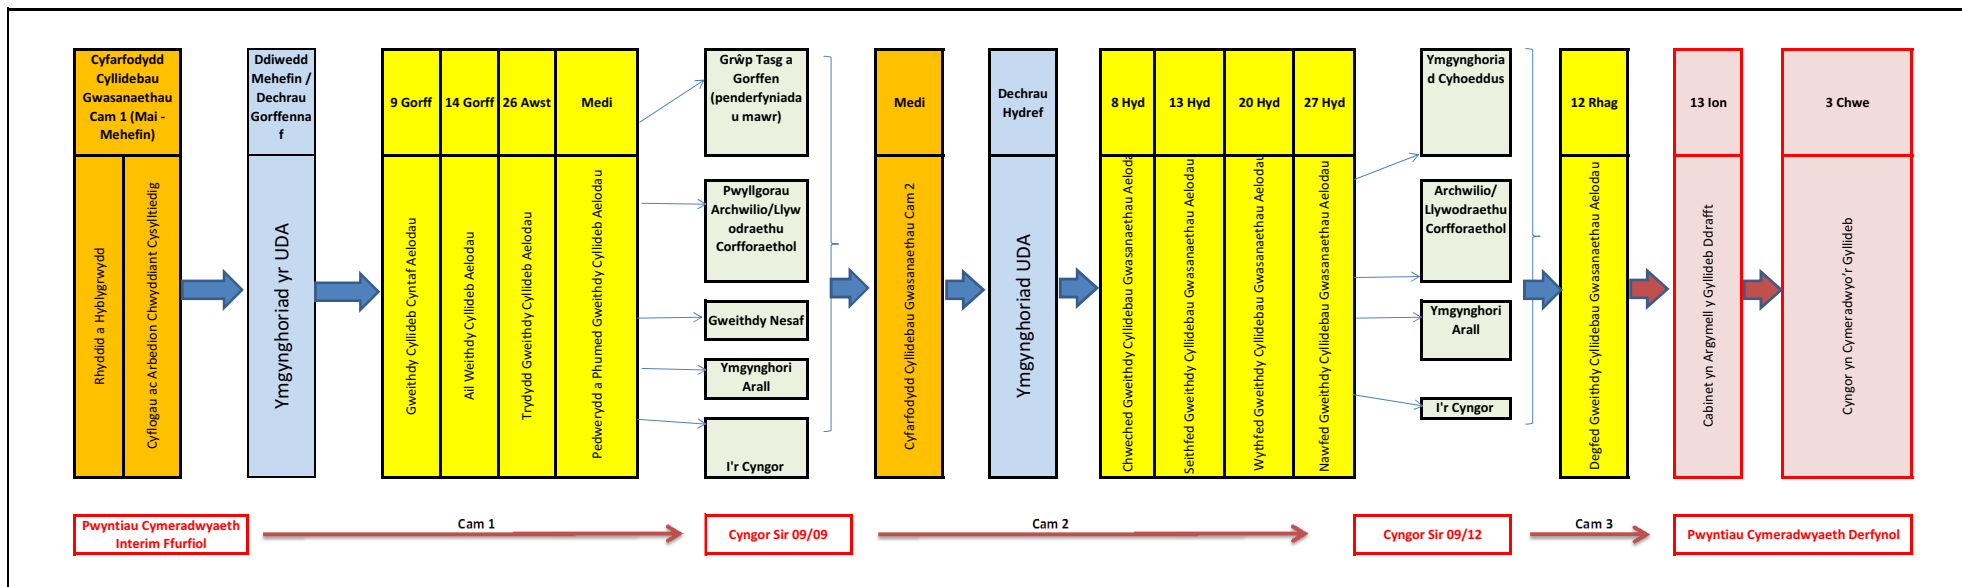 Cyfarfodydd
Cyllidebau
Gwasanaethau
Cam 1 (Mai -
Mehefin)
Rhyddid a Hyblygrwydd
Cyflogau ac Arbedion Chwyddiant Cysylltiedig
Ddiwedd
Mehefin /
Dechrau
Gorffenna
f
Ymgynghoriad yr UDA
9 Gorff
Gweithdy Cyllideb Cyntaf Aelodau
14 Gorff
Ail Weithdy Cyllideb Aelodau
26 Awst
Trydydd Gweithdy Cyllideb Aelodau
Medi
Pedwerydd a Phumed Gweithdy Cyllideb Aelodau
Grŵp Tasg a
Gorffen
(penderfyniada
u mawr)
Pwyllgorau
Archwilio/Llyw
odraethu
Corfforaethol
Gweithdy Nesaf
Ymgynghori
Arall
I'r Cyngor
Medi
Cyfarfodydd Cyllidebau Gwasanaethau Cam 2
Dechrau
Hydref
Ymgynghoriad UDA
8 Hyd
Chweched Gweithdy Cyllidebau Gwasanaethau Aeloda
13 Hyd
Seithfed Gweithdy Cyllidebau Gwasanaethau Aelodau
20 Hyd
Wythfed Gweithdy Cyllidebau Gwasanaethau Aelodau
27 Hyd
Nawfed Gweithdy Cyllidebau Gwasanaethau Aelodau
Ymgynghoria
d Cyhoeddus
Archwilio/
Llywodraethu
Corfforaethol
Ymgynghori
Arall
I'r Cyngor
12 Rhag
Degfed Gweithdy Cyllidebau Gwasanaethau Aelodau
13 Ion
Cabinet yn Argymell y Gyllideb Ddrafft
3 Chwe
Cyngor yn Cymeradwyo'r Gyllideb
Pwyntiau Cymeradwyaeth
Interim Ffurfiol
Cam 1
Cyngor Sir 09/09
Cam 2
Cyngor Sir 09/12
Cam 3
Pwyntiau Cymeradwyaeth Derfynol